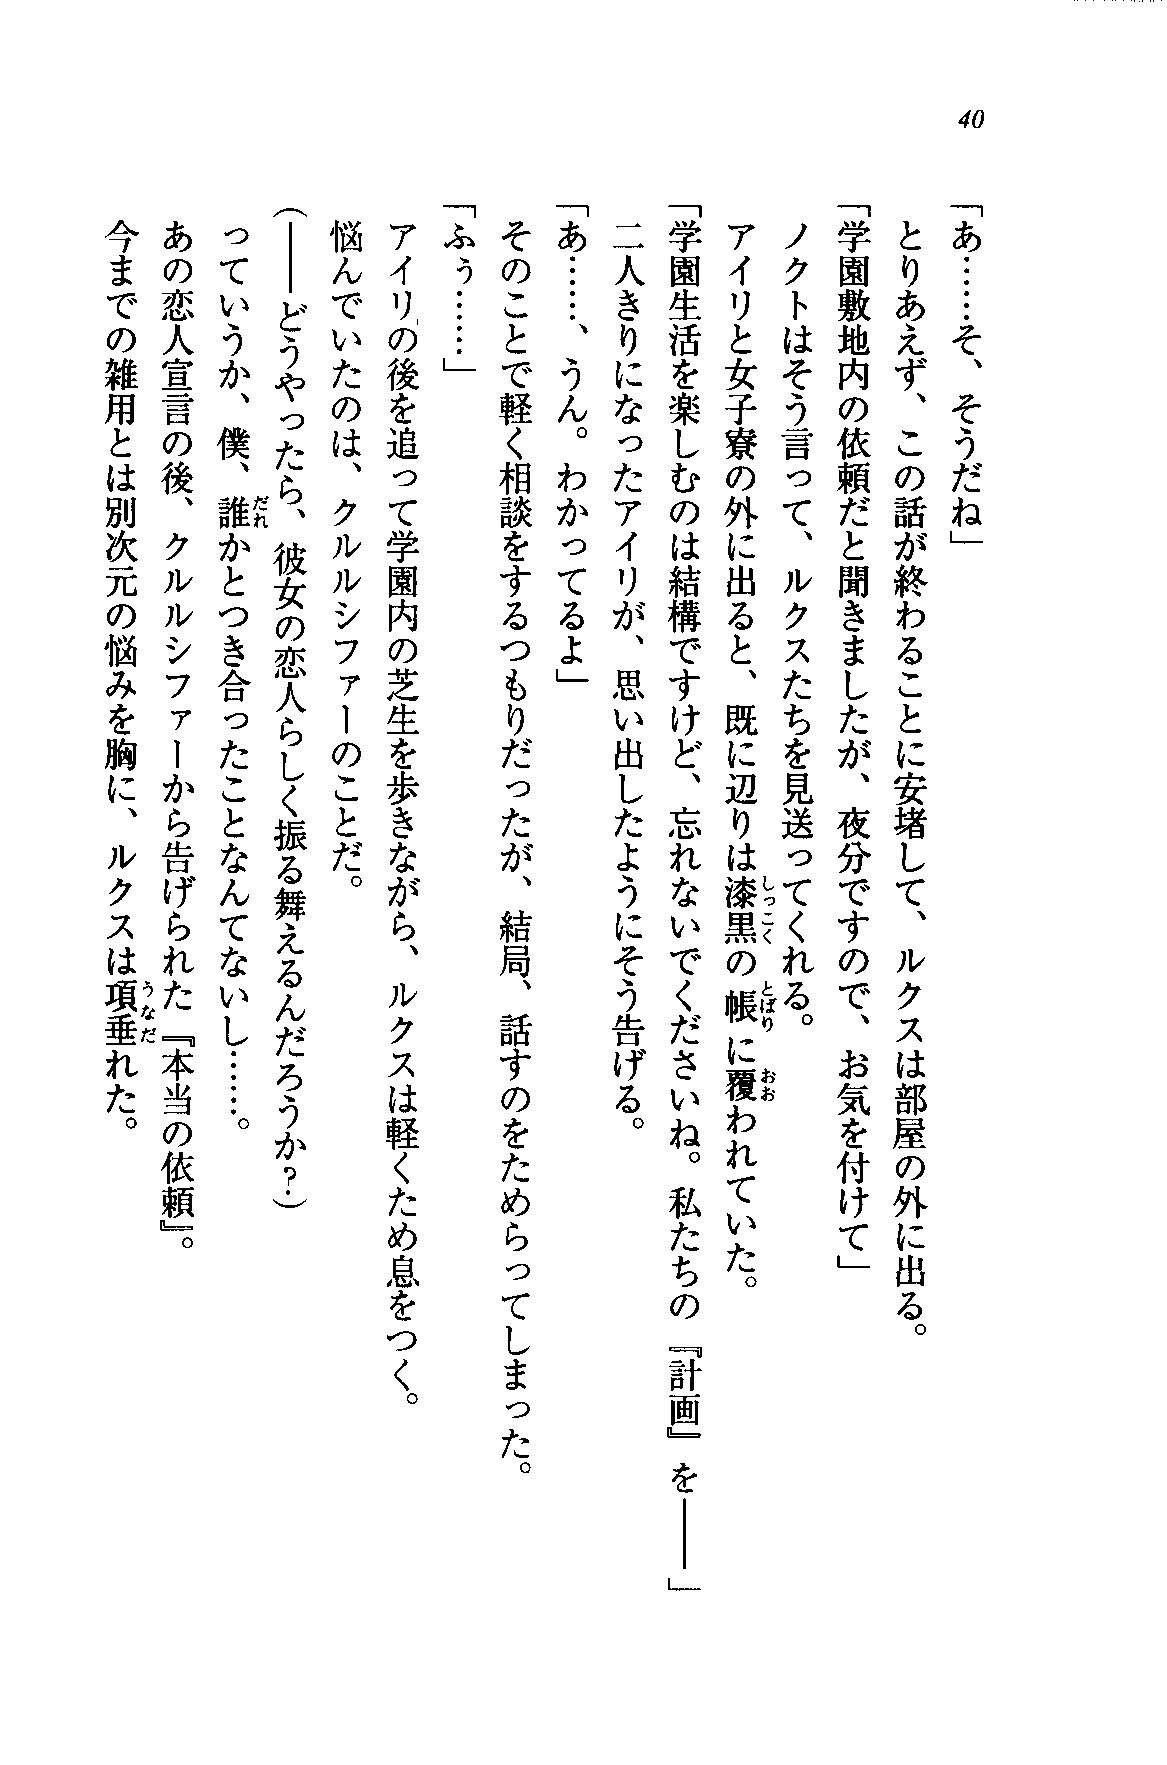 40
「あ……そ、そうだね」
とりあえず、この話が終わることに安堵して、ルクスは部屋の外に出る。
「学園敷地内の依頼だと聞きましたが、夜分ですので、お気を付けて」
ノクトはそう言って、ルクスたちを見送ってくれる。
アイリと女子寮の外に出ると、既に辺りは漆黒の帳に覆われていた。
「学園生活を楽しむのは結構ですけど、忘れないでくださいね。私たちの『計画』を――」
二人きりになったアイリが、思い出したようにそう告げる。
「あ……、うん。わかってるよ」
そのことで軽く相談をするつもりだったが、結局、話すのをためらってしまった。
「ふぅ……」
アイリの後を追って学園内の芝生を歩きながら、ルクスは軽くため息をつく。
悩んでいたのは、クルルシファーのことだ。
(――どうやったら、彼女の恋人らしく振る舞えるんだろうか?)
っていうか、僕、誰かとつき合ったことなんてないし……。
あの恋人宣言の後、クルルシファーから告げられた『本当の依頼』。
今までの雑用とは別次元の悩みを胸に、ルクスは項垂れた。